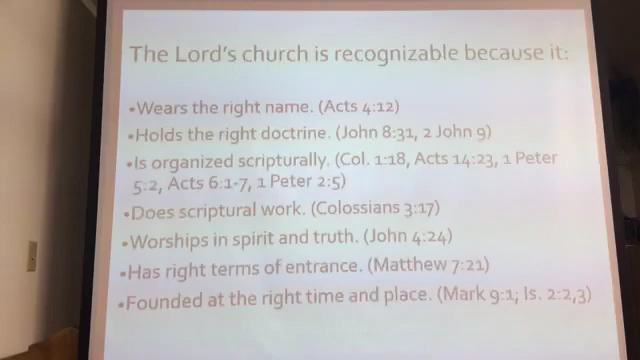 The Lord's church is recognizable because it:
•Wears the right name. (Acts 4:12)
•Holds the right doctrine. (John 8:31, 2 John 9)
•Is organized scripturally. (Col. 1:18, Acts 14:23, 1 Peter
5:2, Acts 6:1-7, 1 Peter 2:5)
•Does scriptural work. (Colossians 3:17)
•Worships in spirit and truth. (John 4:24)
•Has right terms of entrance. (Matthew 7:21)
•Founded at the right time and place. (Mark 9:1; Is. 2:2,3)